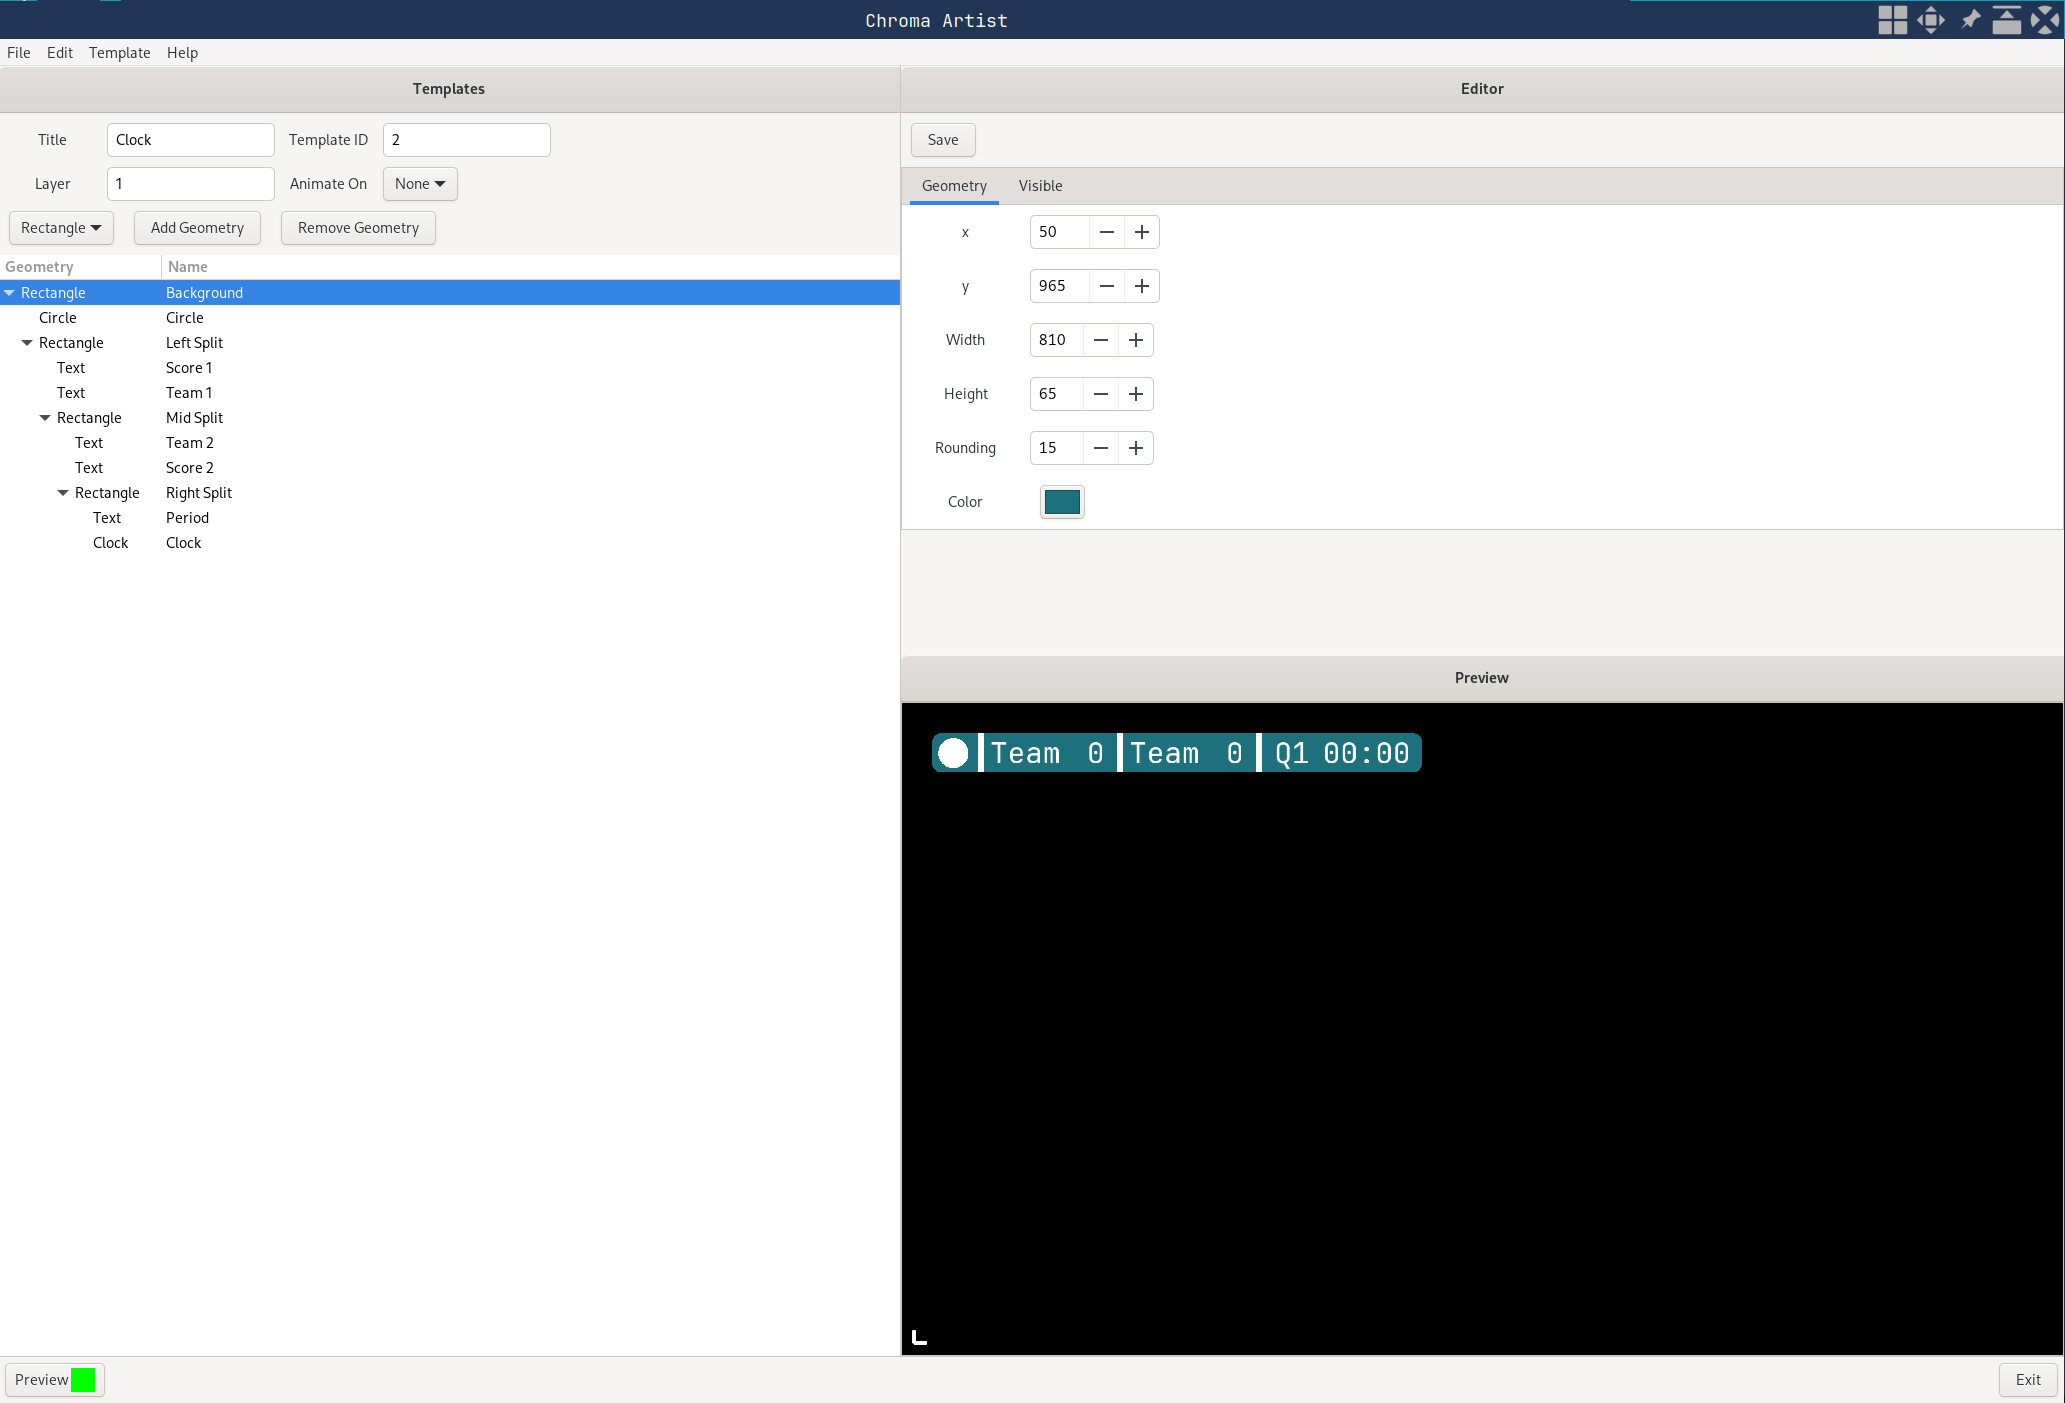 Chroma Artist
File Edit Template Help
Templates
Title Clock Template ID 2
Layer 1 Animate On None
Rectangle Add Geometry Remove Geometry
Geometry Name
Rectangle Background
Circle Circle
Rectangle Left Split
Text Score 1
Text Team 1
Rectangle Mid Split
Text Team 2
Text Score 2
Rectangle Right Split
Text Period
Clock Clock
Editor
Save
Geometry Visible
x 50
y 965
Width 810
Height 65
Rounding 15
Color
Preview
Team 0 Team 0 Q1 00:00
Preview
Exit